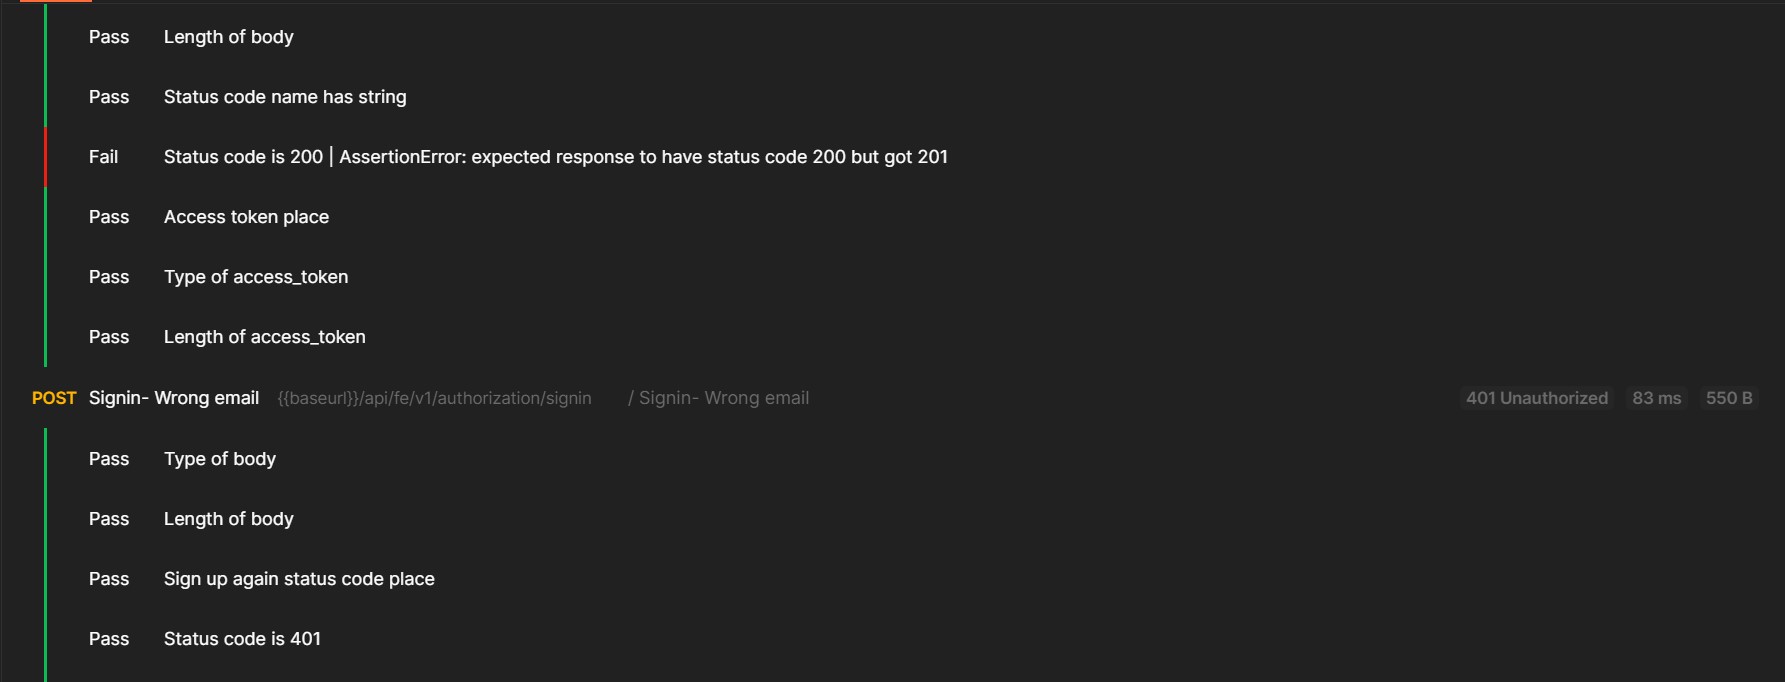 Pass Length of body
Pass Status code name has string
Fail Status code is 200 | AssertionError: expected response to have status code 200 but got 201
Pass Access token place
Pass Type of access_token
Pass Length of access_token
POST Signin- Wrong email {{baseurl}}/api/fe/v1/authorization/signin / Signin- Wrong email 401 Unauthorized 83 ms 550 B
Pass Type of body
Pass Length of body
Pass Sign up again status code place
Pass Status code is 401